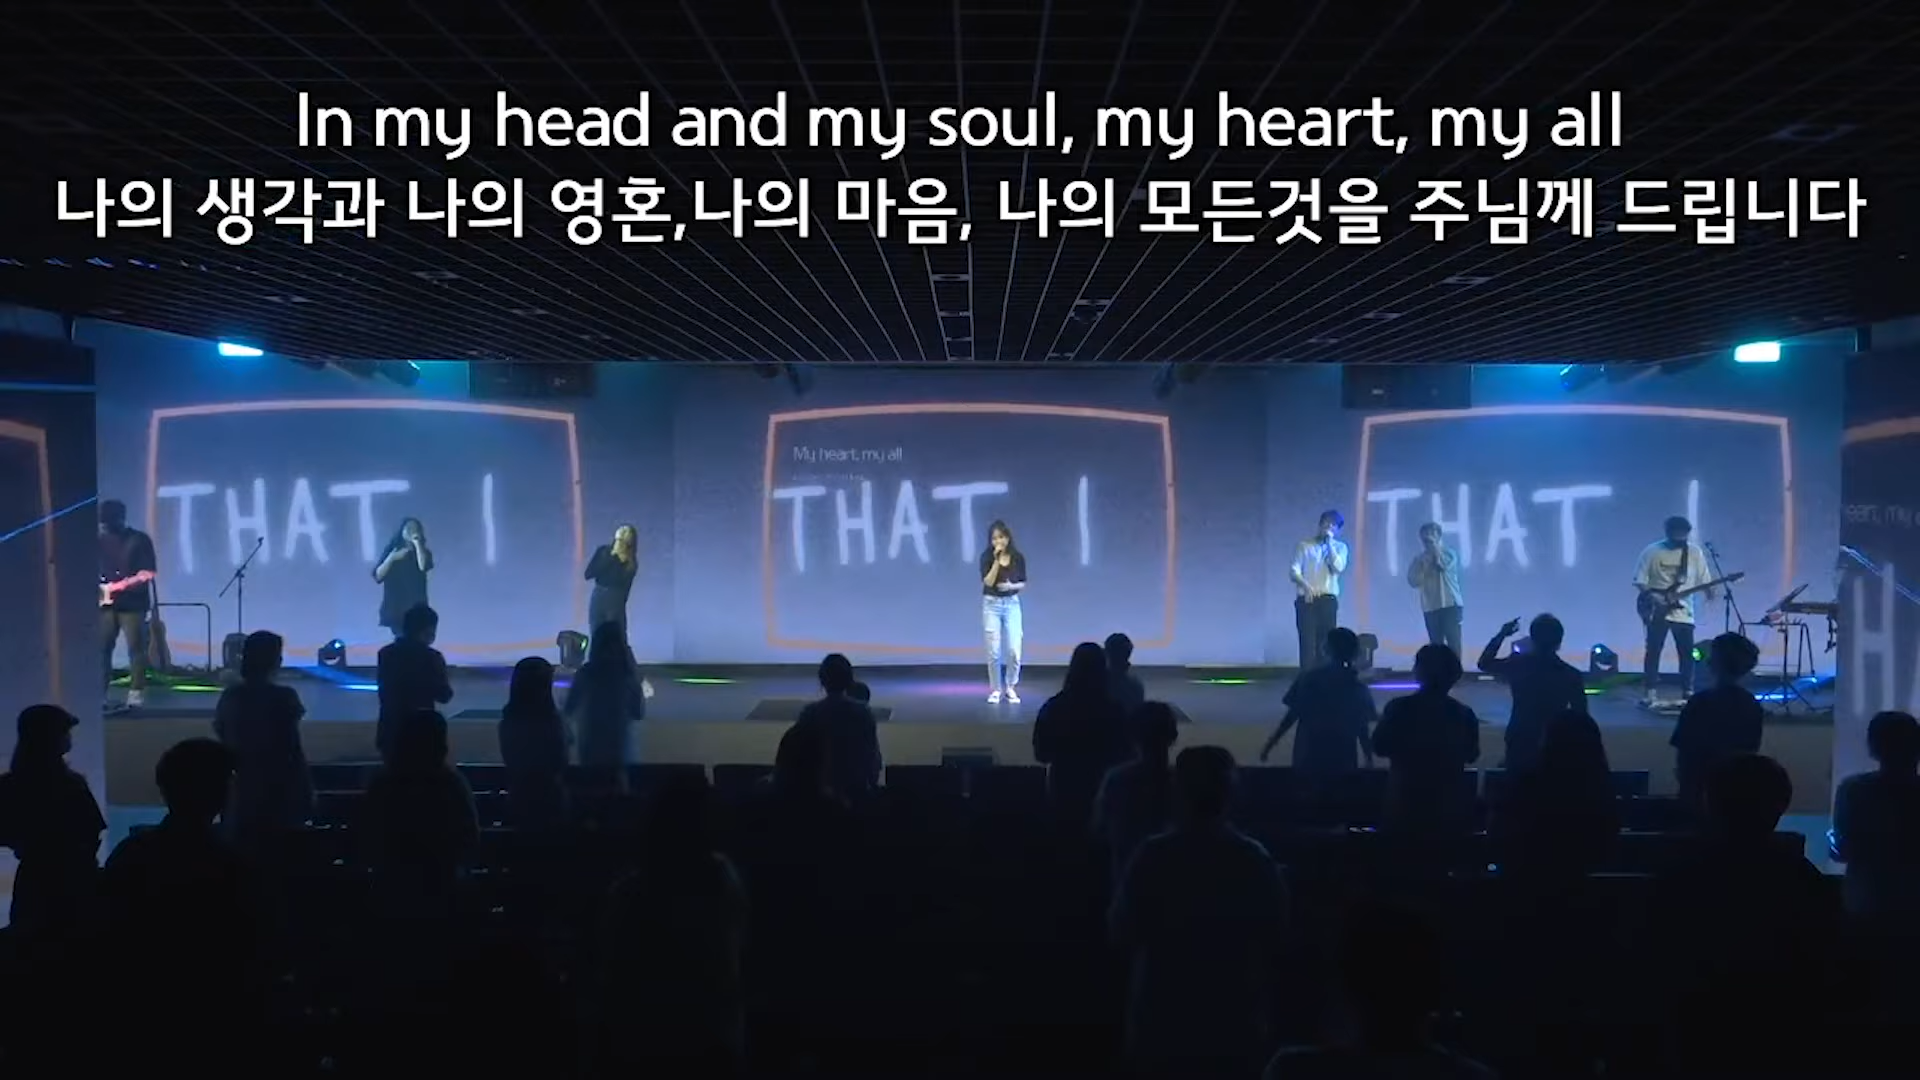 In my head and my soul, my heart, my all
나의 생각과 나의 영혼,나의 마음, 나의 모든것을 주님께 드립니다
My heart, my all
THAT I
THAT I
THAT I